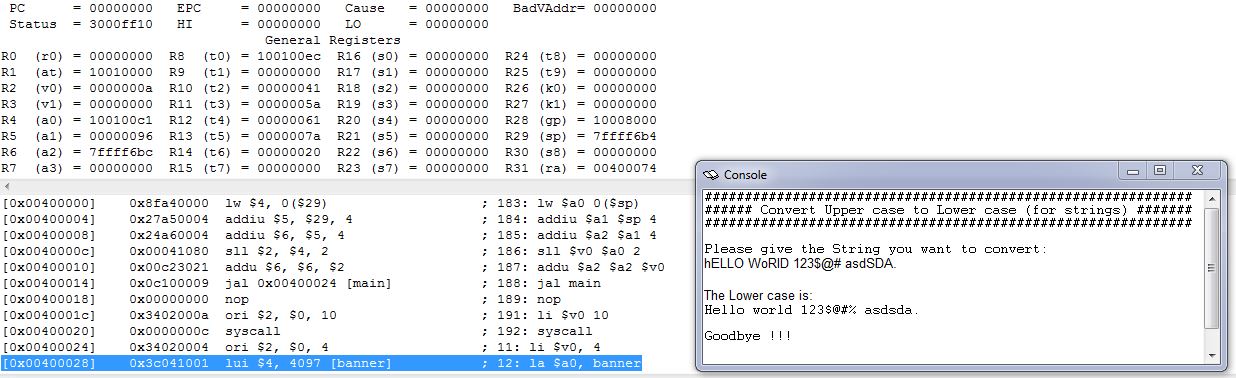 PC = 00000000 EPC = 00000000 Cause = 00000000 BadVAddr= 00000000
Status = 3000ff10 HI = 00000000 LO = 00000000
General Registers
R0 (r0) = 00000000 R8 (t0) = 100100ec R16 (s0) = 00000000 R24 (t8) = 00000000
R1 (at) = 10010000 R9 (t1) = 00000000 R17 (s1) = 00000000 R25 (t9) = 00000000
R2 (v0) = 0000000a R10 (t2) = 00000041 R18 (s2) = 00000000 R26 (k0) = 00000000
R3 (v1) = 00000000 R11 (t3) = 0000005a R19 (s3) = 00000000 R27 (k1) = 00000000
R4 (a0) = 100100c1 R12 (t4) = 00000061 R20 (s4) = 00000000 R28 (gp) = 10008000
R5 (a1) = 00000096 R13 (t5) = 0000007a R21 (s5) = 00000000 R29 (sp) = 7ffff6b4
R6 (a2) = 7ffff6bc R14 (t6) = 00000020 R22 (s6) = 00000000 R30 (s8) = 00000000
R7 (a3) = 00000000 R15 (t7) = 00000000 R23 (s7) = 00000000 R31 (ra) = 00400074
[0x00400000] 0x8fa40000 lw $4, 0($29) ; 183: lw $a0 0($sp)
[0x00400004] 0x27a50004 addiu $5, $29, 4 ; 184: addiu $a1 $sp 4
[0x00400008] 0x24a60004 addiu $6, $5, 4 ; 185: addiu $a2 $a1 4
[0x0040000c] 0x00041080 sll $2, $4, 2 ; 186: sll $v0 $a0 2
[0x00400010] 0x00c23021 addu $6, $6, $2 ; 187: addu $a2 $a2 $v0
[0x00400014] 0x0c100009 jal 0x00400024 [main] ; 188: jal main
[0x00400018] 0x00000000 nop ; 189: nop
[0x0040001c] 0x3402000a ori $2, $0, 10 ; 191: li $v0 10
[0x00400020] 0x0000000c syscall ; 192: syscall
[0x00400024] 0x34020004 ori $2, $0, 4 ; 11: li $v0, 4
[0x00400028] 0x3c041001 lui $4, 4097 [banner] ; 12: la $a0, banner
Console
#############################################################
###### Convert Upper case to Lower case (for strings) #######
#############################################################
Please give the String you want to convert:
hELLO WoRlD 123$@# asdSDA.
The Lower case is:
Hello world 123$@#% asdsda.
Goodbye !!!